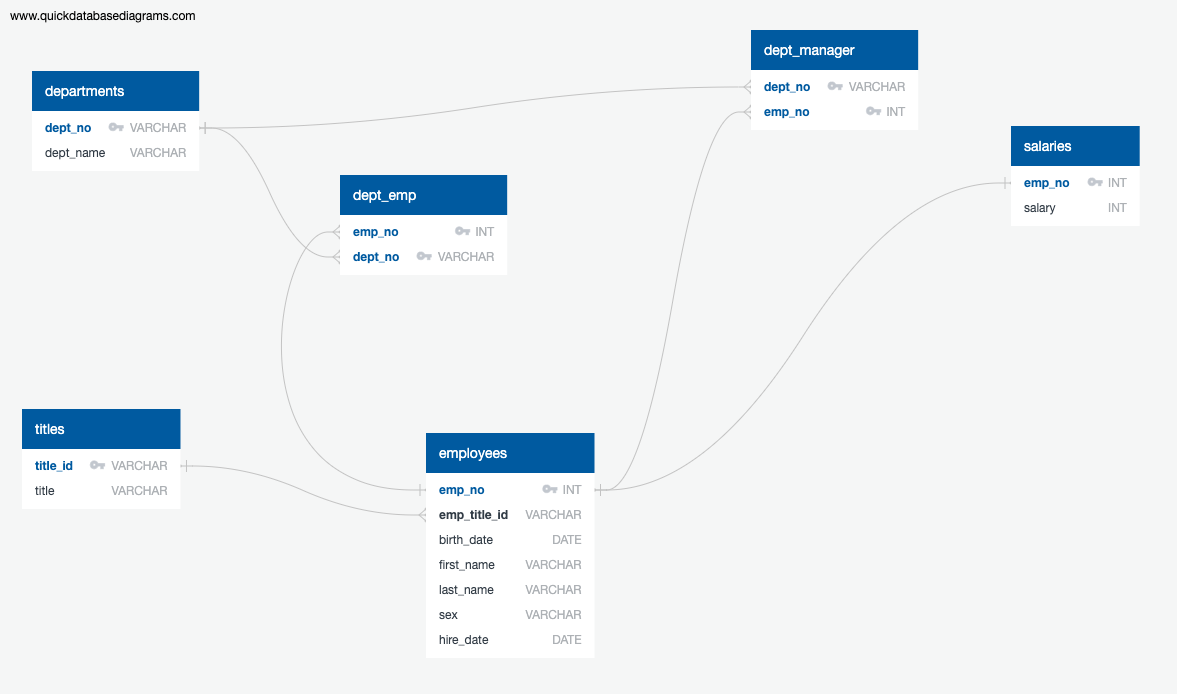 www.quickdatabasediagrams.com
departments
dept_no VARCHAR
dept_name VARCHAR
dept_emp
emp_no INT
dept_no VARCHAR
dept_manager
dept_no VARCHAR
emp_no INT
salaries
emp_no INT
salary INT
titles
title_id VARCHAR
title VARCHAR
employees
emp_no INT
emp_title_id VARCHAR
birth_date DATE
first_name VARCHAR
last_name VARCHAR
sex VARCHAR
hire_date DATE